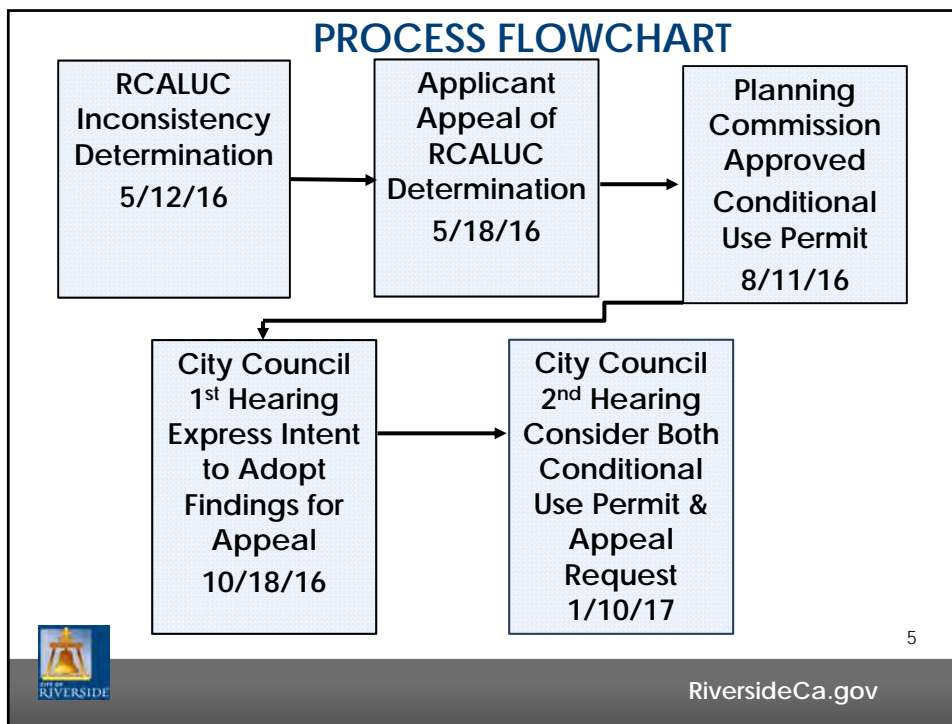 PROCESS FLOWCHART
RCALUC
Inconsistency
Determination
5/12/16
Applicant
Appeal of
RCALUC
Determination
5/18/16
Planning
Commission
Approved
Conditional
Use Permit
8/11/16
City Council
1st Hearing
Express Intent
to Adopt
Findings for
Appeal
10/18/16
City Council
2nd Hearing
Consider Both
Conditional
Use Permit &
Appeal
Request
1/10/17
5
CITY OF
RIVERSIDE
RiversideCa.gov